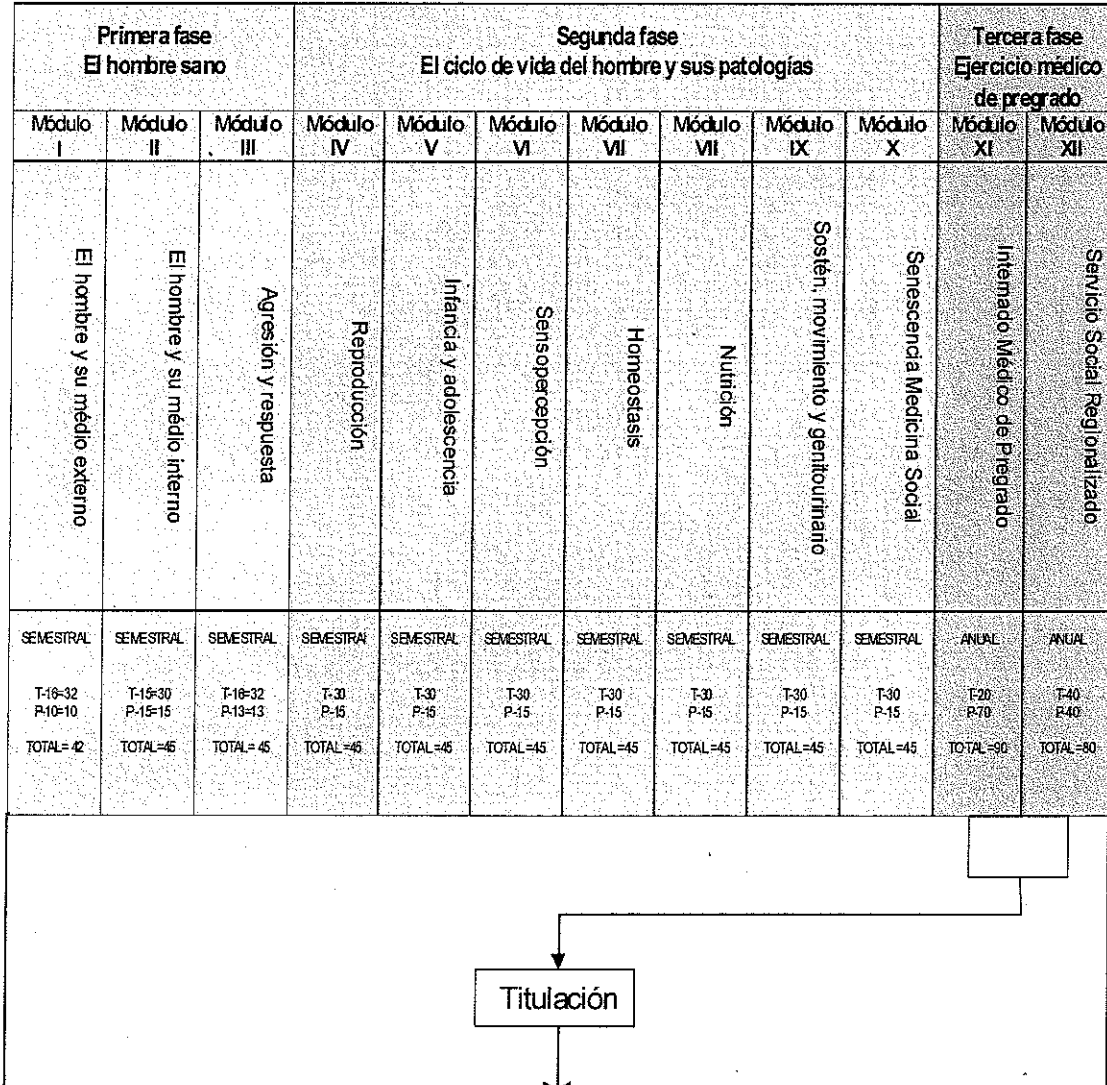 Primera fase
El hombre sano
Segunda fase
El ciclo de vida del hombre y sus patologías
Tercera fase
Ejercicio médico
de pregrado
Módulo
I
Módulo
II
Módulo
III
Módulo
IV
Módulo
V
Módulo
VI
Módulo
VII
Módulo
VII
Módulo
IX
Módulo
X
Módulo
XI
Módulo
XII
El hombre y su médio externo
El hombre y su médio interno
Agresión y respuesta
Reproducción
Infancia y adolescencia
Sensopercepción
Homeostasis
Nutrición
Sostén, movimiento y genitourinario
Senescencia Medicina Social
Internado Médico de Pregrado
Servicio Social Regionalizado
SEMESTRAL
T-16=32
P-10=10
TOTAL= 42
SEMESTRAL
T-15=30
P-15=15
TOTAL=45
SEMESTRAL
T-16=32
P-13=13
TOTAL= 45
SEMESTRAL
T-30
P-15
TOTAL=45
SEMESTRAL
T-30
P-15
TOTAL=45
SEMESTRAL
T-30
P-15
TOTAL=45
SEMESTRAL
T-30
P-15
TOTAL=45
SEMESTRAL
T-30
P-15
TOTAL=45
SEMESTRAL
T-30
P-15
TOTAL=45
SEMESTRAL
T-30
P-15
TOTAL=45
ANUAL
T-20
P-70
TOTAL=90
ANUAL
T-40
P-40
TOTAL=80
Titulación